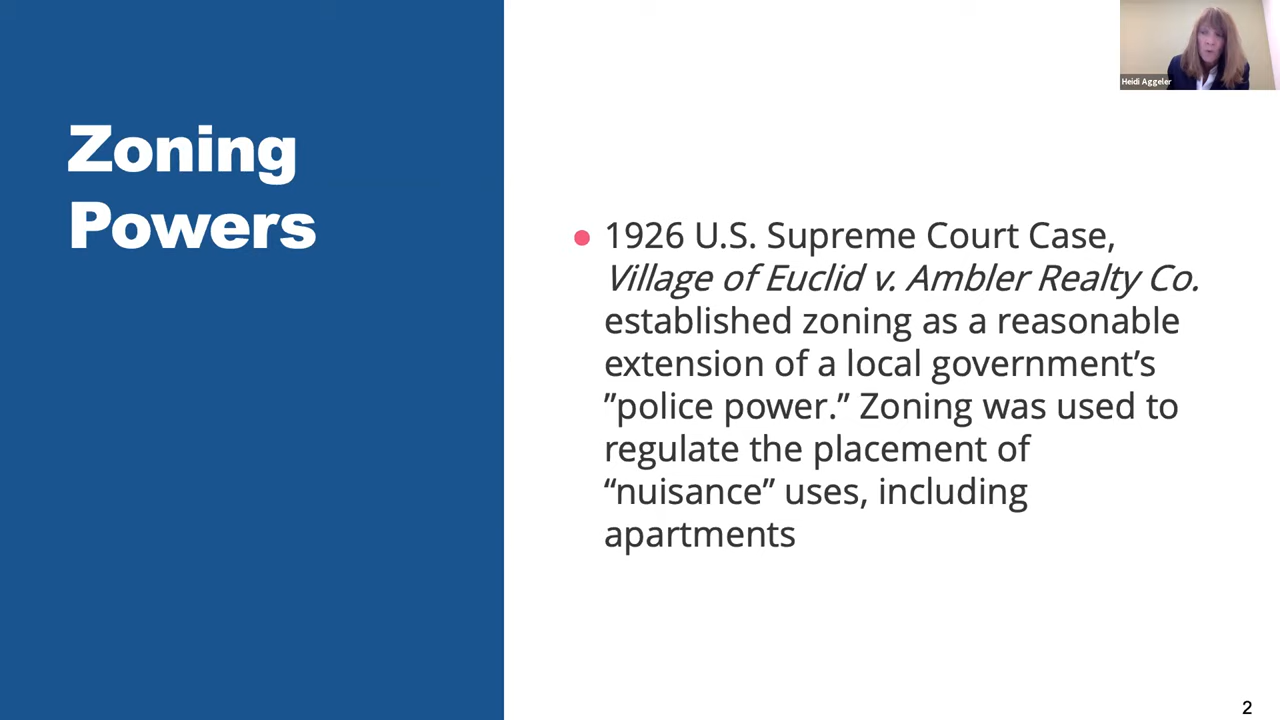 Heidi Aggeler
Zoning
Powers
1926 U.S. Supreme Court Case,
Village of Euclid v. Ambler Realty Co.
established zoning as a reasonable
extension of a local government’s
”police power.” Zoning was used to
regulate the placement of
“nuisance” uses, including
apartments
2